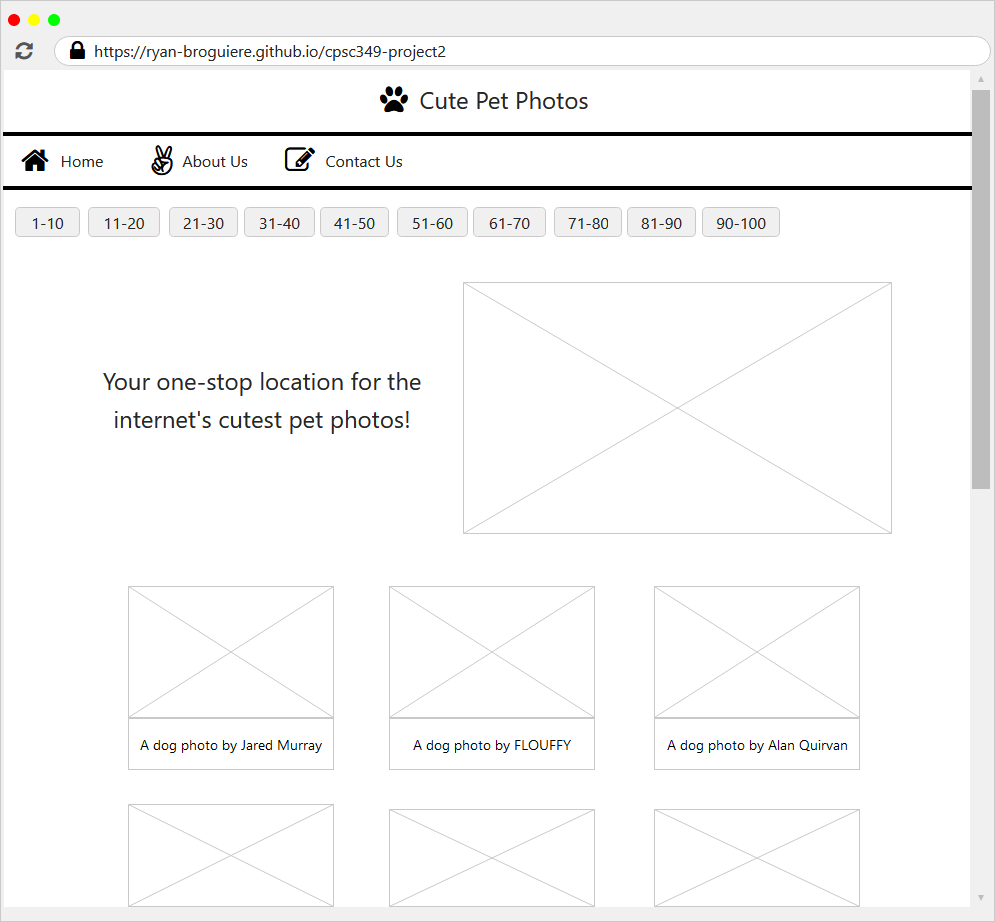 https://ryan-broguiere.github.io/cpsc349-project2
Cute Pet Photos
Home About Us Contact Us
1-10 11-20 21-30 31-40 41-50 51-60 61-70 71-80 81-90 90-100
Your one-stop location for the
internet's cutest pet photos!
A dog photo by Jared Murray A dog photo by FLOUFFY A dog photo by Alan Quirvan